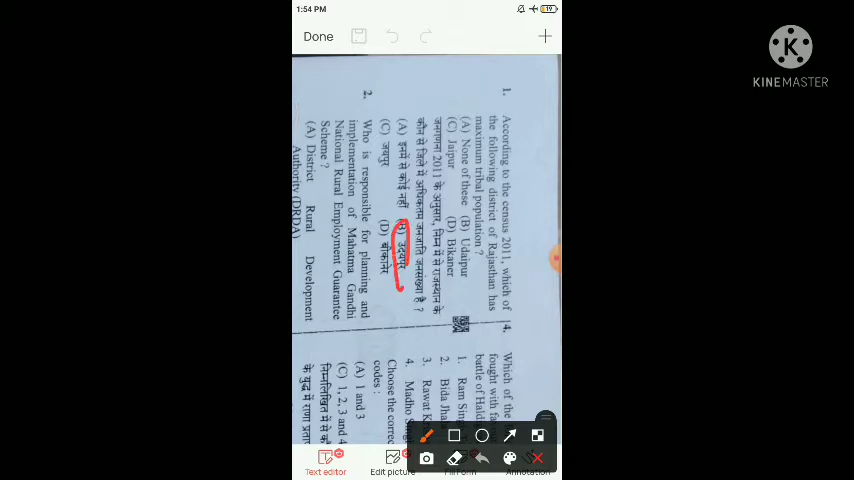 1:54 PM
19
Done
K
KINEMASTER
1. According to the census 2011, which of
the following district of Rajasthan has
maximum tribal population ?
(A) None of these (B) Udaipur
(C) Jaipur (D) Bikaner
जनगणना 2011 के अनुसार, निम्न में से राजस्थान के
कौन से जिले में अधिकतम जनजाति जनसंख्या है ?
(A) इनमें से कोई नहीं (B) उदयपुर
(C) जयपुर (D) बीकानेर
2. Who is responsible for planning and
implementation of Mahatma Gandhi
National Rural Employment Guarantee
Scheme ?
(A) District Rural Development
Authority (DRDA)
4. Which of the
fought with
battle of
1. Ram Singh
2. Bida Jhala
3. Rawat
4. Madho
Choose the correc
codes :
(A) 1 and 3
(C) 1, 2, 3 and 4
निम्नलिखित में से
के युद्ध में राणा
Text editor
Edit picture
Fill Form
Annotation